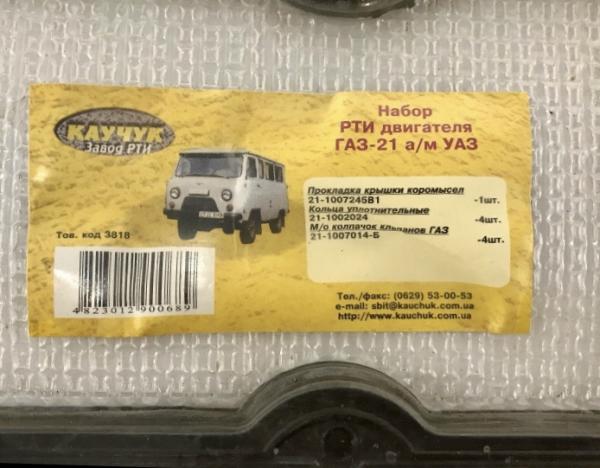 КАУЧУК
Завод РТИ
Набор
РТИ двигателя
ГАЗ-21 а/м УАЗ
Прокладка крышки коромысел
21-1007245В1 -1шт.
Кольца уплотнительные
21-1002024 -4шт.
М/о колпачок клапанов ГАЗ
21-1007014-Б -4шт.
Тов. код 3818
4823012900689
Тел./факс: (0629) 53-00-53
e-mail: sbit@kauchuk.com.ua
http://www.kauchuk.com.ua